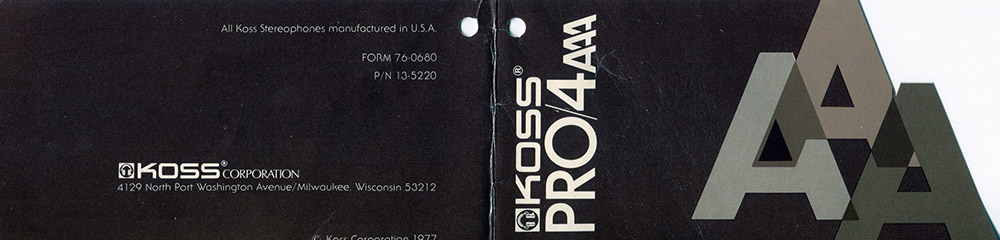 All Koss Stereophones manufactured in U.S.A.
FORM 76-0680
P/N 13-5220
KOSS® CORPORATION
4129 North Port Washington Avenue/Milwaukee, Wisconsin 53212
© Koss Corporation 1977
KOSS®
PRO/4AAA
AAA